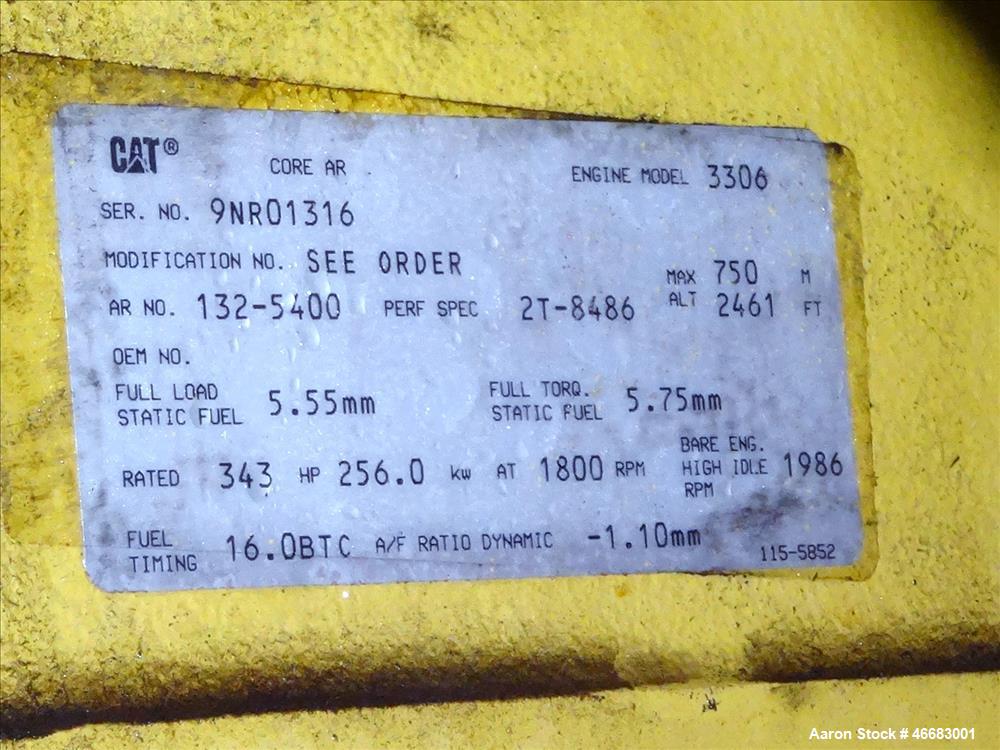 CAT® CORE AR ENGINE MODEL 3306
SER. NO. 9NR01316
MODIFICATION NO. SEE ORDER
MAX ALT 750 M
2461 FT
AR NO. 132-5400 PERF SPEC 2T-8486
OEM NO.
FULL LOAD STATIC FUEL 5.55mm
FULL TORQ. STATIC FUEL 5.75mm
RATED 343 HP 256.0 kw AT 1800 RPM
BARE ENG. HIGH IDLE RPM 1986
FUEL TIMING 16.0BTC A/F RATIO DYNAMIC -1.10mm
115-5852
Aaron Stock # 46683001